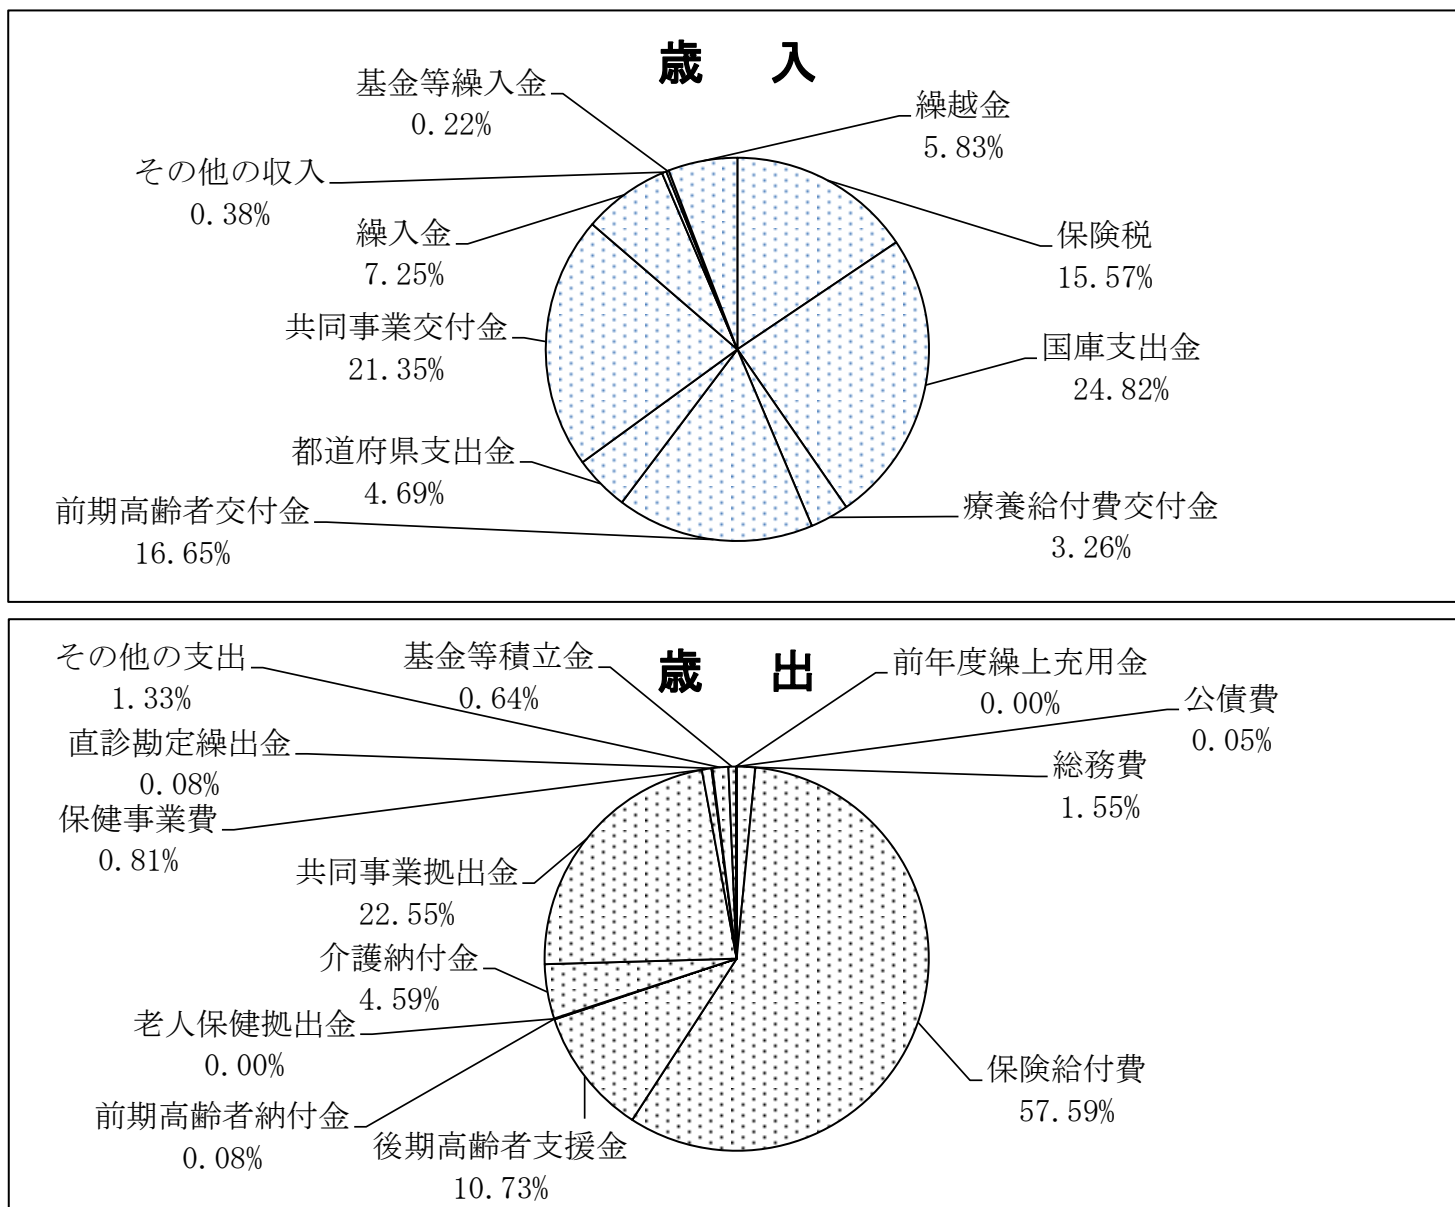 歳 入
基金等繰入金
0.22%
繰越金
5.83%
その他の収入
0.38%
繰入金
7.25%
保険税
15.57%
共同事業交付金
21.35%
国庫支出金
24.82%
都道府県支出金
4.69%
前期高齢者交付金
16.65%
療養給付費交付金
3.26%
歳 出
その他の支出
1.33%
基金等積立金
0.64%
前年度繰上充用金
0.00%
公債費
0.05%
直診勘定繰出金
0.08%
総務費
1.55%
保健事業費
0.81%
共同事業拠出金
22.55%
介護納付金
4.59%
老人保健拠出金
0.00%
保険給付費
57.59%
前期高齢者納付金
0.08%
後期高齢者支援金
10.73%